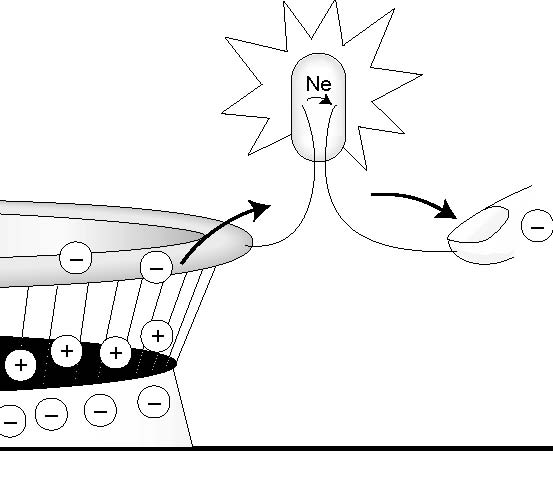 Ne
− −
+ + + +
− − − −
−